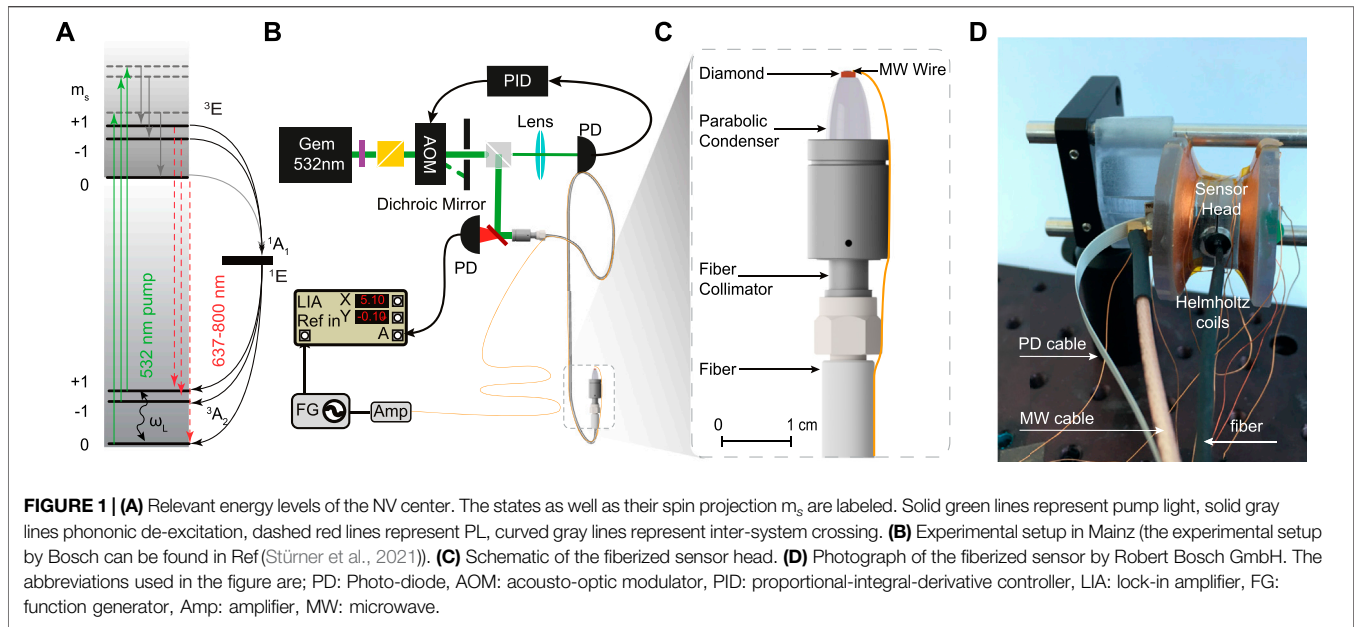 A
m_s
+1
-1
0
³E
¹A₁
¹E
532 nm pump
637-800 nm
+1
-1
0
³A₂
ω_L
B
PID
Gem
532nm
AOM
Lens
PD
Dichroic Mirror
PD
LIA X 5.10
Ref in Y -0.10
A
FG
Amp
C
Diamond
MW Wire
Parabolic
Condenser
Fiber
Collimator
Fiber
0 1 cm
D
Sensor
Head
Helmholtz
coils
PD cable
MW cable
fiber
FIGURE 1 | (A) Relevant energy levels of the NV center. The states as well as their spin projection m_s are labeled. Solid green lines represent pump light, solid gray
lines phononic de-excitation, dashed red lines represent PL, curved gray lines represent inter-system crossing. (B) Experimental setup in Mainz (the experimental setup
by Bosch can be found in Ref(Stürner et al., 2021)). (C) Schematic of the fiberized sensor head. (D) Photograph of the fiberized sensor by Robert Bosch GmbH. The
abbreviations used in the figure are; PD: Photo-diode, AOM: acousto-optic modulator, PID: proportional-integral-derivative controller, LIA: lock-in amplifier, FG:
function generator, Amp: amplifier, MW: microwave.